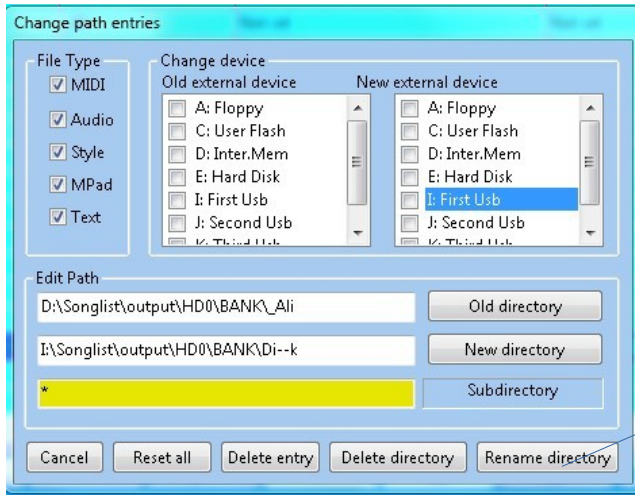 Change path entries
File Type
MIDI
Audio
Style
MPad
Text
Change device
Old external device
New external device
A: Floppy
C: User Flash
D: Inter.Mem
E: Hard Disk
I: First Usb
J: Second Usb
A: Floppy
C: User Flash
D: Inter.Mem
E: Hard Disk
I: First Usb
J: Second Usb
Edit Path
D:\Songlist\output\HD0\BANK\_Ali
Old directory
I:\Songlist\output\HD0\BANK\Di--k
New directory
*
Subdirectory
Cancel
Reset all
Delete entry
Delete directory
Rename directory